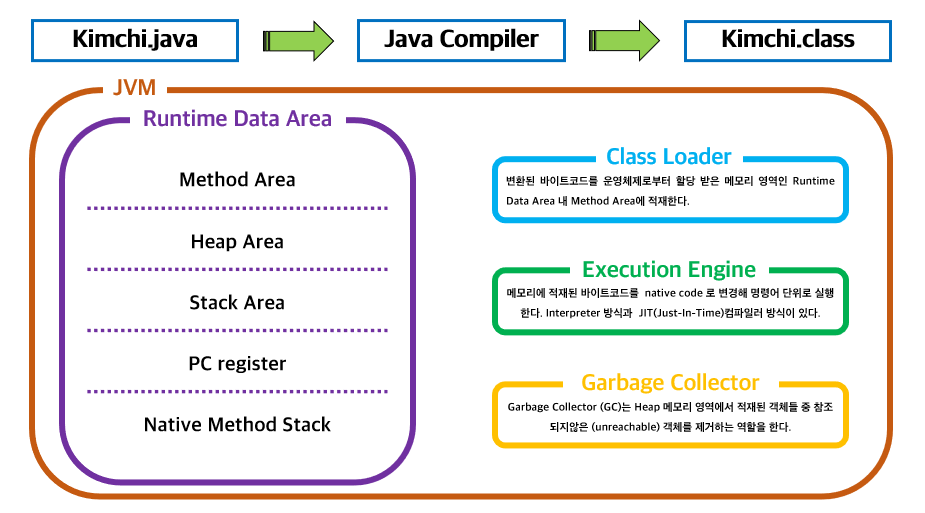 Kimchi.java
Java Compiler
Kimchi.class
JVM
Runtime Data Area
Method Area
Heap Area
Stack Area
PC register
Native Method Stack
Class Loader
변환된 바이트코드를 운영체제로부터 할당 받은 메모리 영역인 Runtime
Data Area 내 Method Area에 적재한다.
Execution Engine
메모리에 적재된 바이트코드를 native code 로 변경해 명령어 단위로 실행
한다. Interpreter 방식과 JIT(Just-In-Time)컴파일러 방식이 있다.
Garbage Collector
Garbage Collector (GC)는 Heap 메모리 영역에서 적재된 객체들 중 참조
되지않은 (unreachable) 객체를 제거하는 역할을 한다.